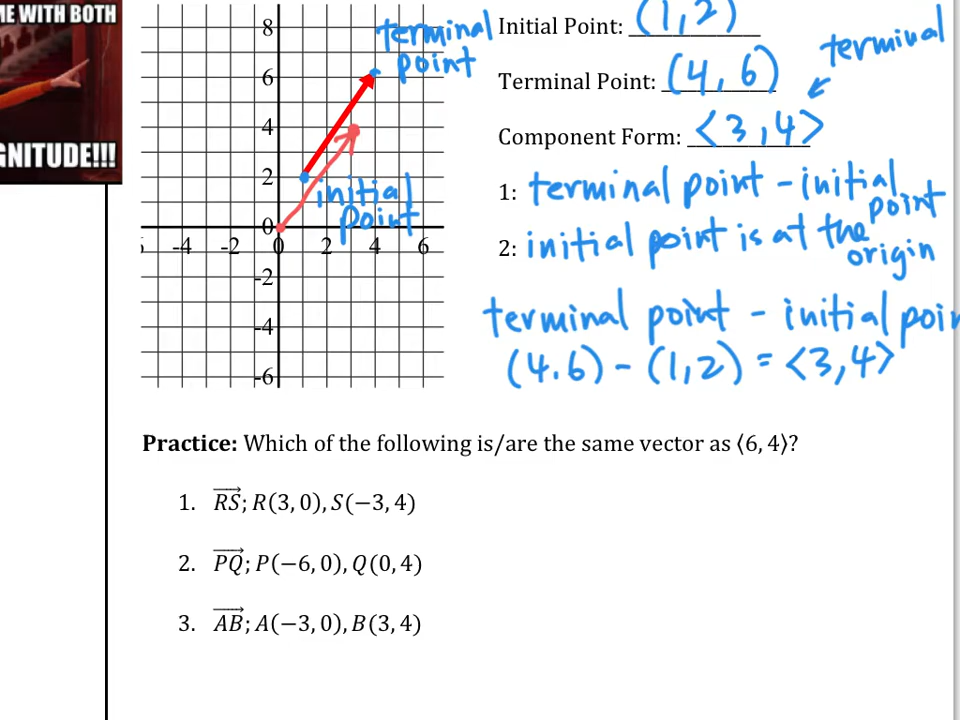 ME WITH BOTH
GNITUDE!!!
8
6
4
2
0
-4 -2 0 2 4 6
-2
-4
-6
terminal
point
initial
point
Initial Point: (1,2)
terminal
Terminal Point: (4,6)
Component Form: ⟨3,4⟩
1: terminal point - initial
point
2: initial point is at the
origin
terminal point - initial poin
(4.6) - (1,2) = ⟨3,4⟩
Practice: Which of the following is/are the same vector as ⟨6, 4⟩?
1. RS; R(3, 0), S(−3, 4)
2. PQ; P(−6, 0), Q(0, 4)
3. AB; A(−3, 0), B(3, 4)